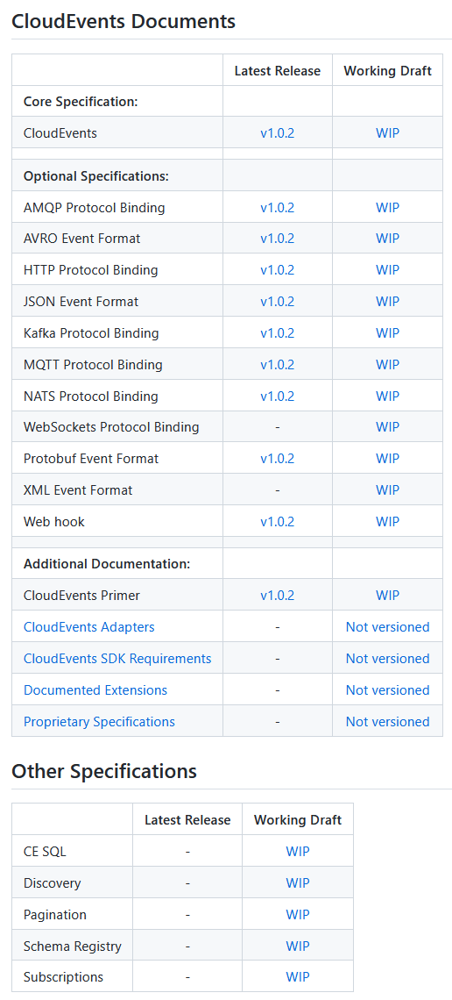 CloudEvents Documents
Latest Release Working Draft
Core Specification:
CloudEvents v1.0.2 WIP
Optional Specifications:
AMQP Protocol Binding v1.0.2 WIP
AVRO Event Format v1.0.2 WIP
HTTP Protocol Binding v1.0.2 WIP
JSON Event Format v1.0.2 WIP
Kafka Protocol Binding v1.0.2 WIP
MQTT Protocol Binding v1.0.2 WIP
NATS Protocol Binding v1.0.2 WIP
WebSockets Protocol Binding - WIP
Protobuf Event Format v1.0.2 WIP
XML Event Format - WIP
Web hook v1.0.2 WIP
Additional Documentation:
CloudEvents Primer v1.0.2 WIP
CloudEvents Adapters - Not versioned
CloudEvents SDK Requirements - Not versioned
Documented Extensions - Not versioned
Proprietary Specifications - Not versioned
Other Specifications
Latest Release Working Draft
CE SQL - WIP
Discovery - WIP
Pagination - WIP
Schema Registry - WIP
Subscriptions - WIP